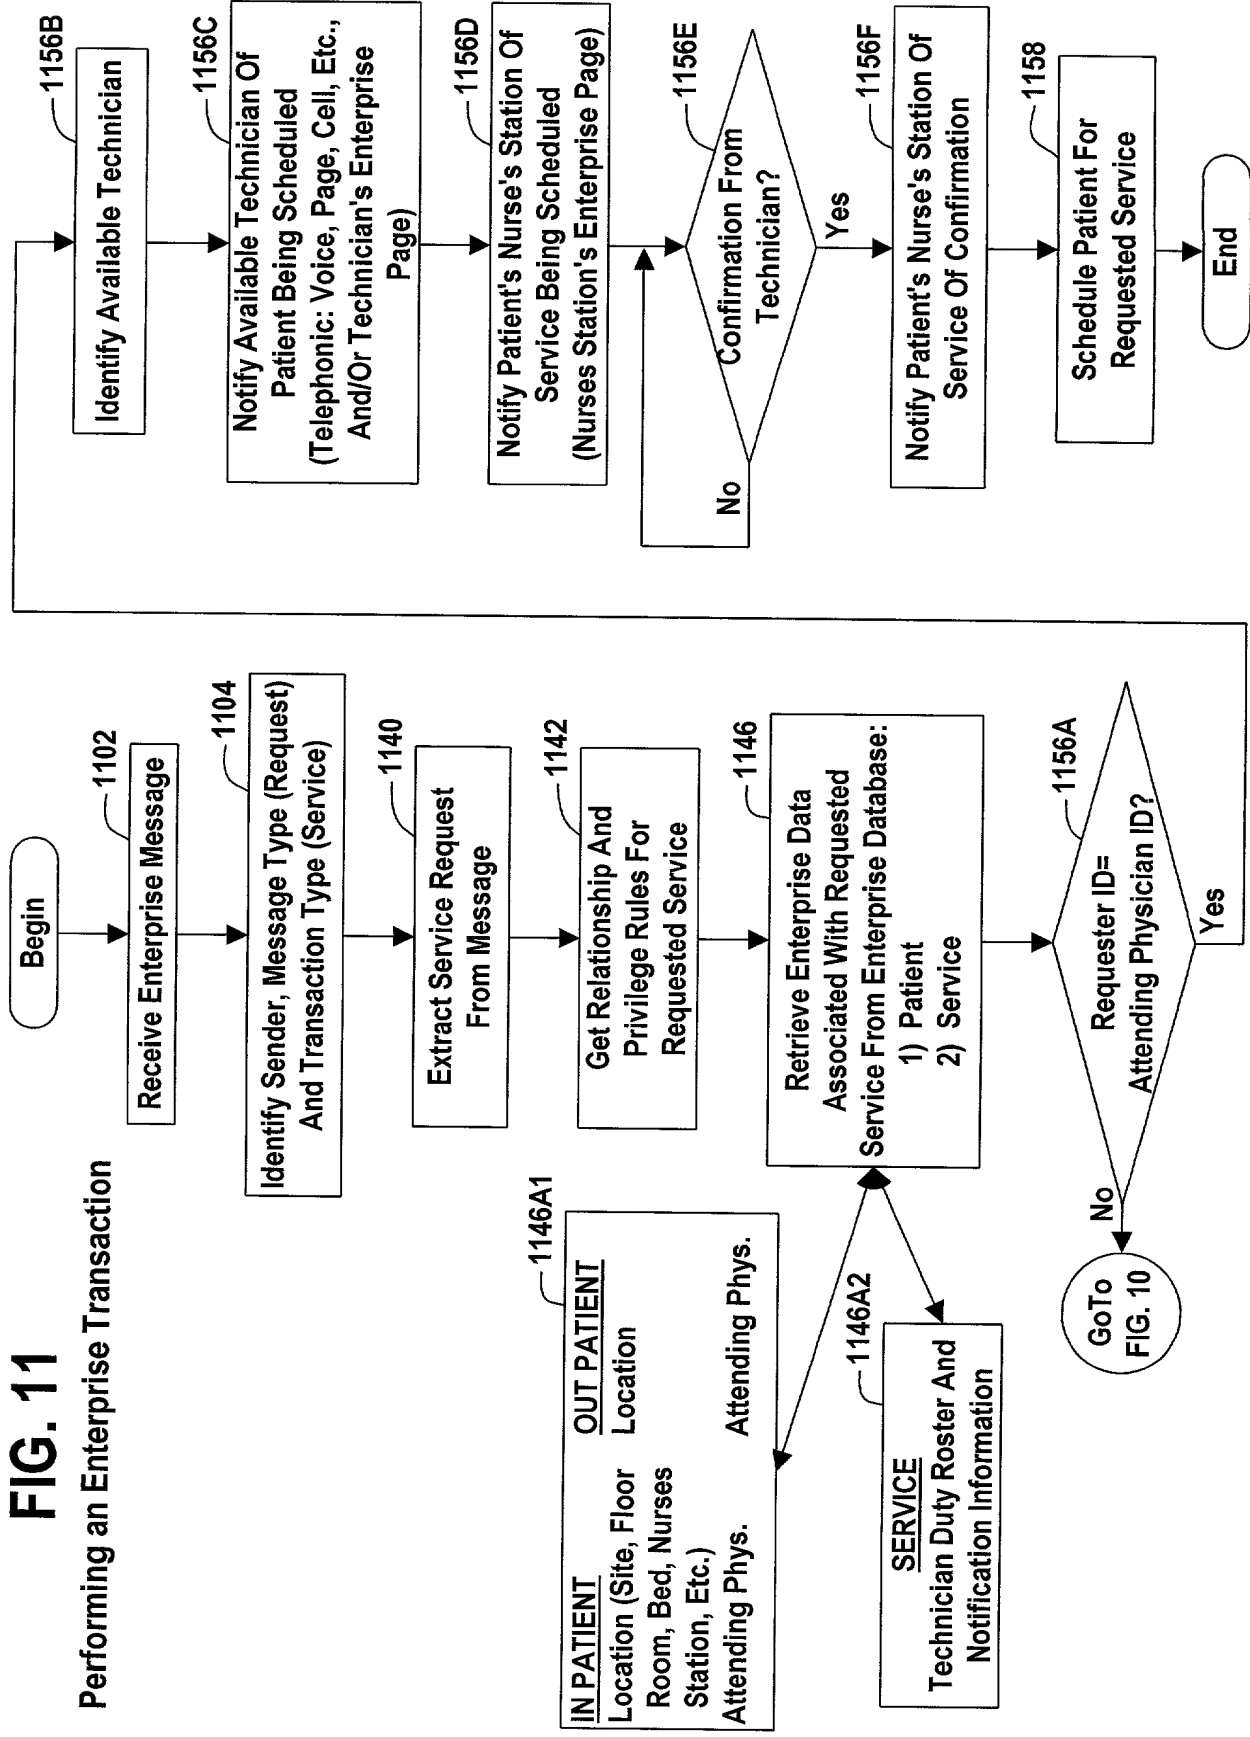 FIG. 11
Performing an Enterprise Transaction
Begin
1102
Receive Enterprise Message
1104
Identify Sender, Message Type (Request)
And Transaction Type (Service)
1140
Extract Service Request
From Message
1142
Get Relationship And
Privilege Rules For
Requested Service
1146
Retrieve Enterprise Data
Associated With Requested
Service From Enterprise Database:
1) Patient
2) Service
1146A1
IN PATIENT
Location (Site, Floor
Room, Bed, Nurses
Station, Etc.)
Attending Phys.
OUT PATIENT
Location
Attending Phys.
1146A2
SERVICE
Technician Duty Roster And
Notification Information
1156A
Requester ID=
Attending Physician ID?
No
GoTo
FIG. 10
Yes
1156B
Identify Available Technician
1156C
Notify Available Technician Of
Patient Being Scheduled
(Telephonic: Voice, Page, Cell, Etc.,
And/Or Technician's Enterprise
Page)
1156D
Notify Patient's Nurse's Station Of
Service Being Scheduled
(Nurses Station's Enterprise Page)
1156E
Confirmation From
Technician?
No
Yes
1156F
Notify Patient's Nurse's Station Of
Service Of Confirmation
1158
Schedule Patient For
Requested Service
End